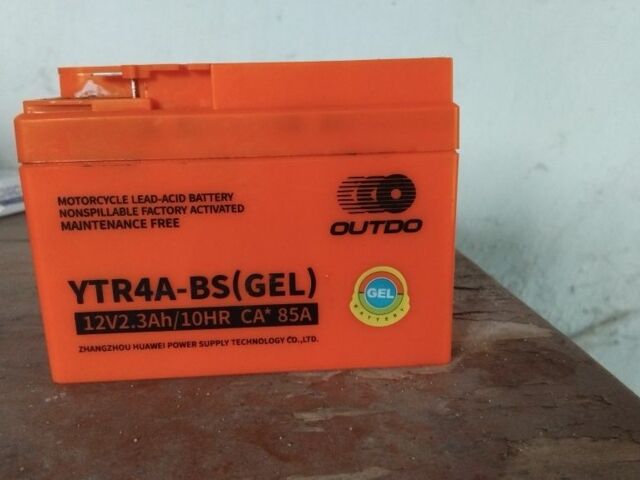 MOTORCYCLE LEAD-ACID BATTERY
NONSPILLABLE FACTORY ACTIVATED
MAINTENANCE FREE
OUTDO
YTR4A-BS(GEL)
12V2.3Ah/10HR CA* 85A
GEL
BATTERY
ZHANGZHOU HUAWEI POWER SUPPLY TECHNOLOGY CO.,LTD.